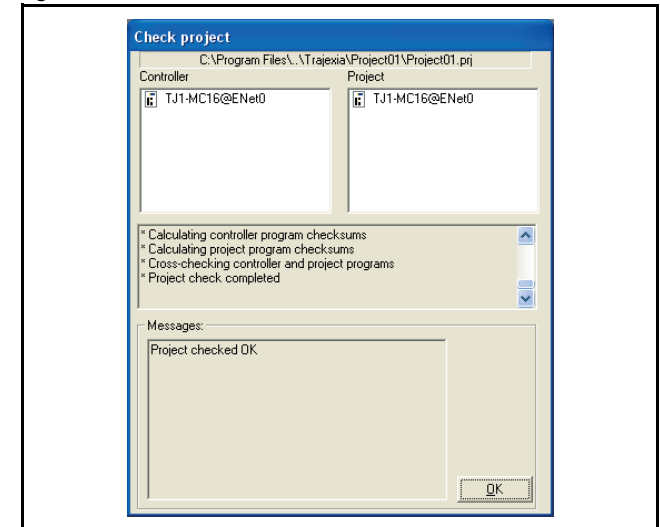 Check project
C:\Program Files\..\Trajexia\Project01\Project01.prj
Controller
Project
TJ1-MC16@ENet0
TJ1-MC16@ENet0
* Calculating controller program checksums
* Calculating project program checksums
* Cross-checking controller and project programs
* Project check completed
Messages:
Project checked OK
OK